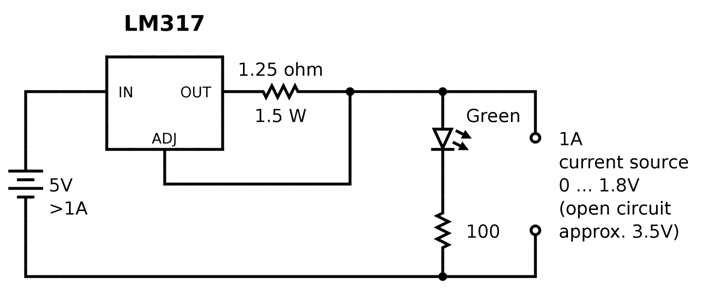 LM317
1.25 ohm
IN
OUT
1.5 W
ADJ
Green
5V
>1A
1A
current source
0 ... 1.8V
(open circuit
approx. 3.5V)
100